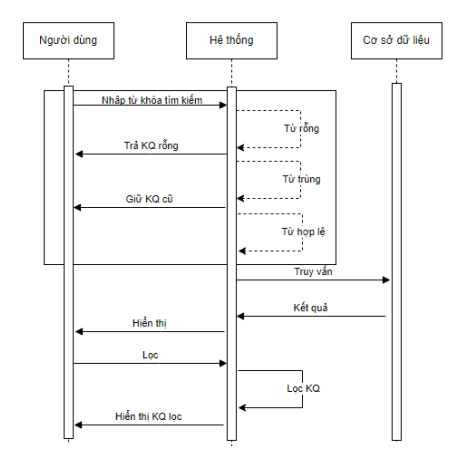 Người dùng
Hệ thống
Cơ sở dữ liệu
Nhập từ khóa tìm kiếm
Từ rỗng
Trả KQ rỗng
Từ trùng
Giữ KQ cũ
Từ hợp lệ
Truy vấn
Kết quả
Hiển thị
Lọc
Lọc KQ
Hiển thị KQ lọc